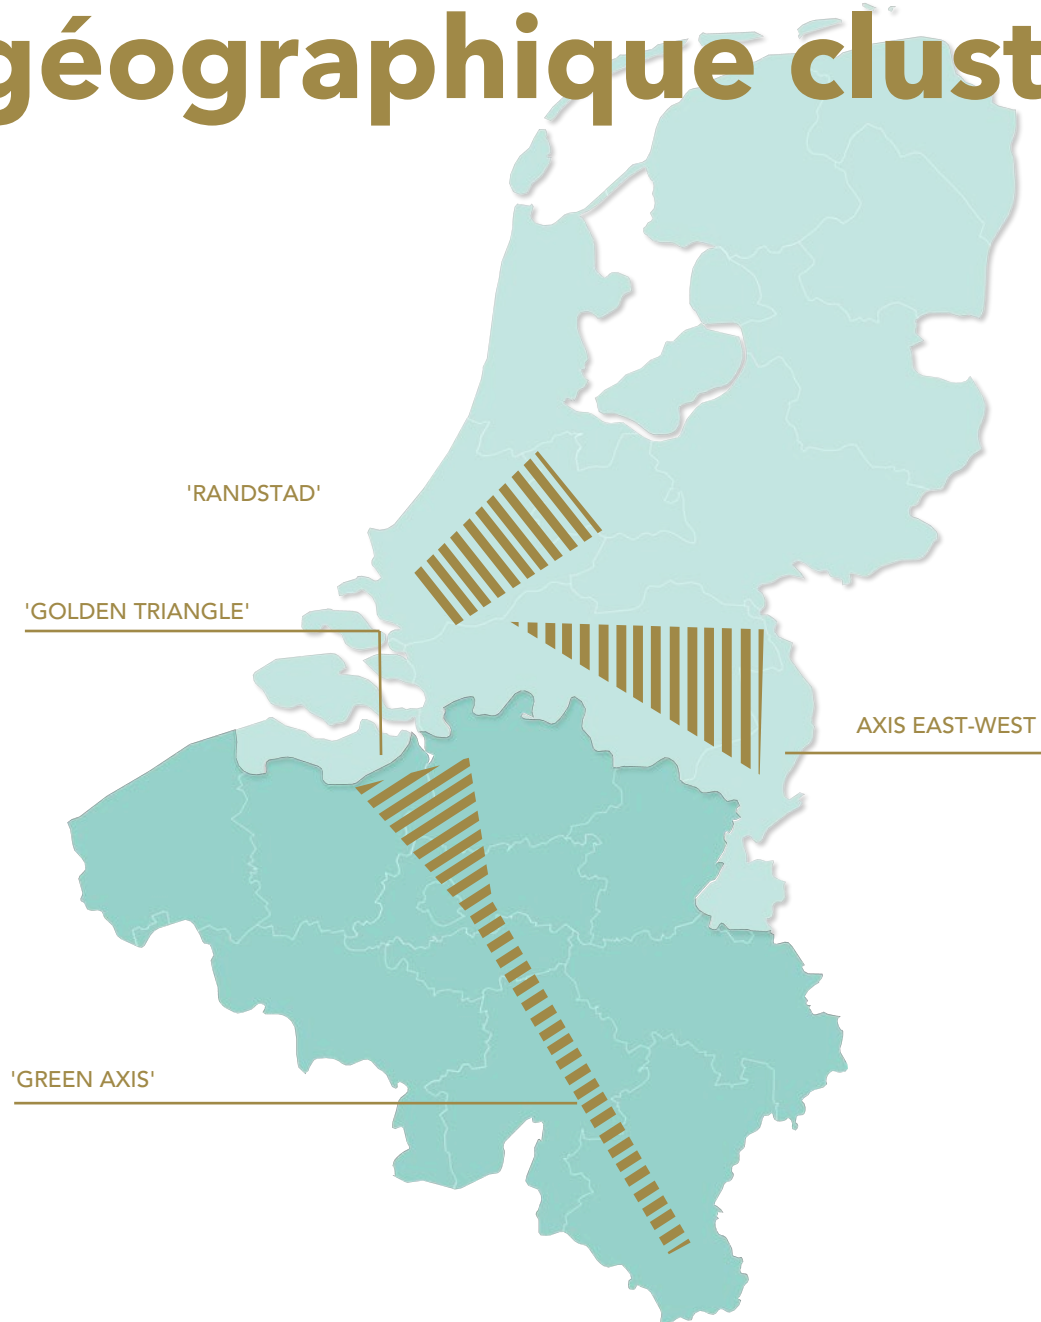 géographique clust
'RANDSTAD'
'GOLDEN TRIANGLE'
AXIS EAST-WEST
'GREEN AXIS'